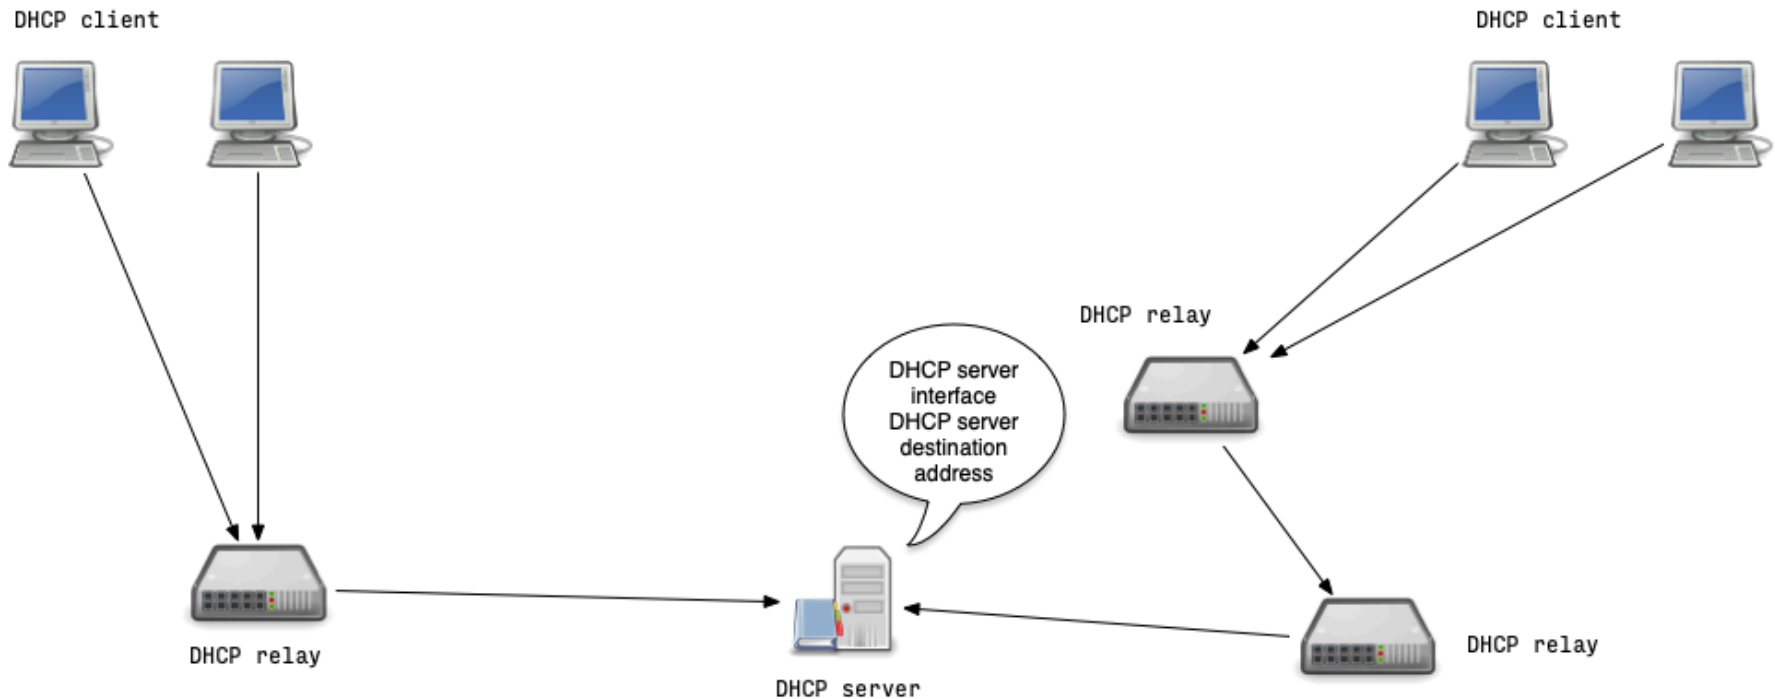 DHCP client
DHCP client
DHCP relay
DHCP server
interface
DHCP server
destination
address
DHCP relay
DHCP relay
DHCP server